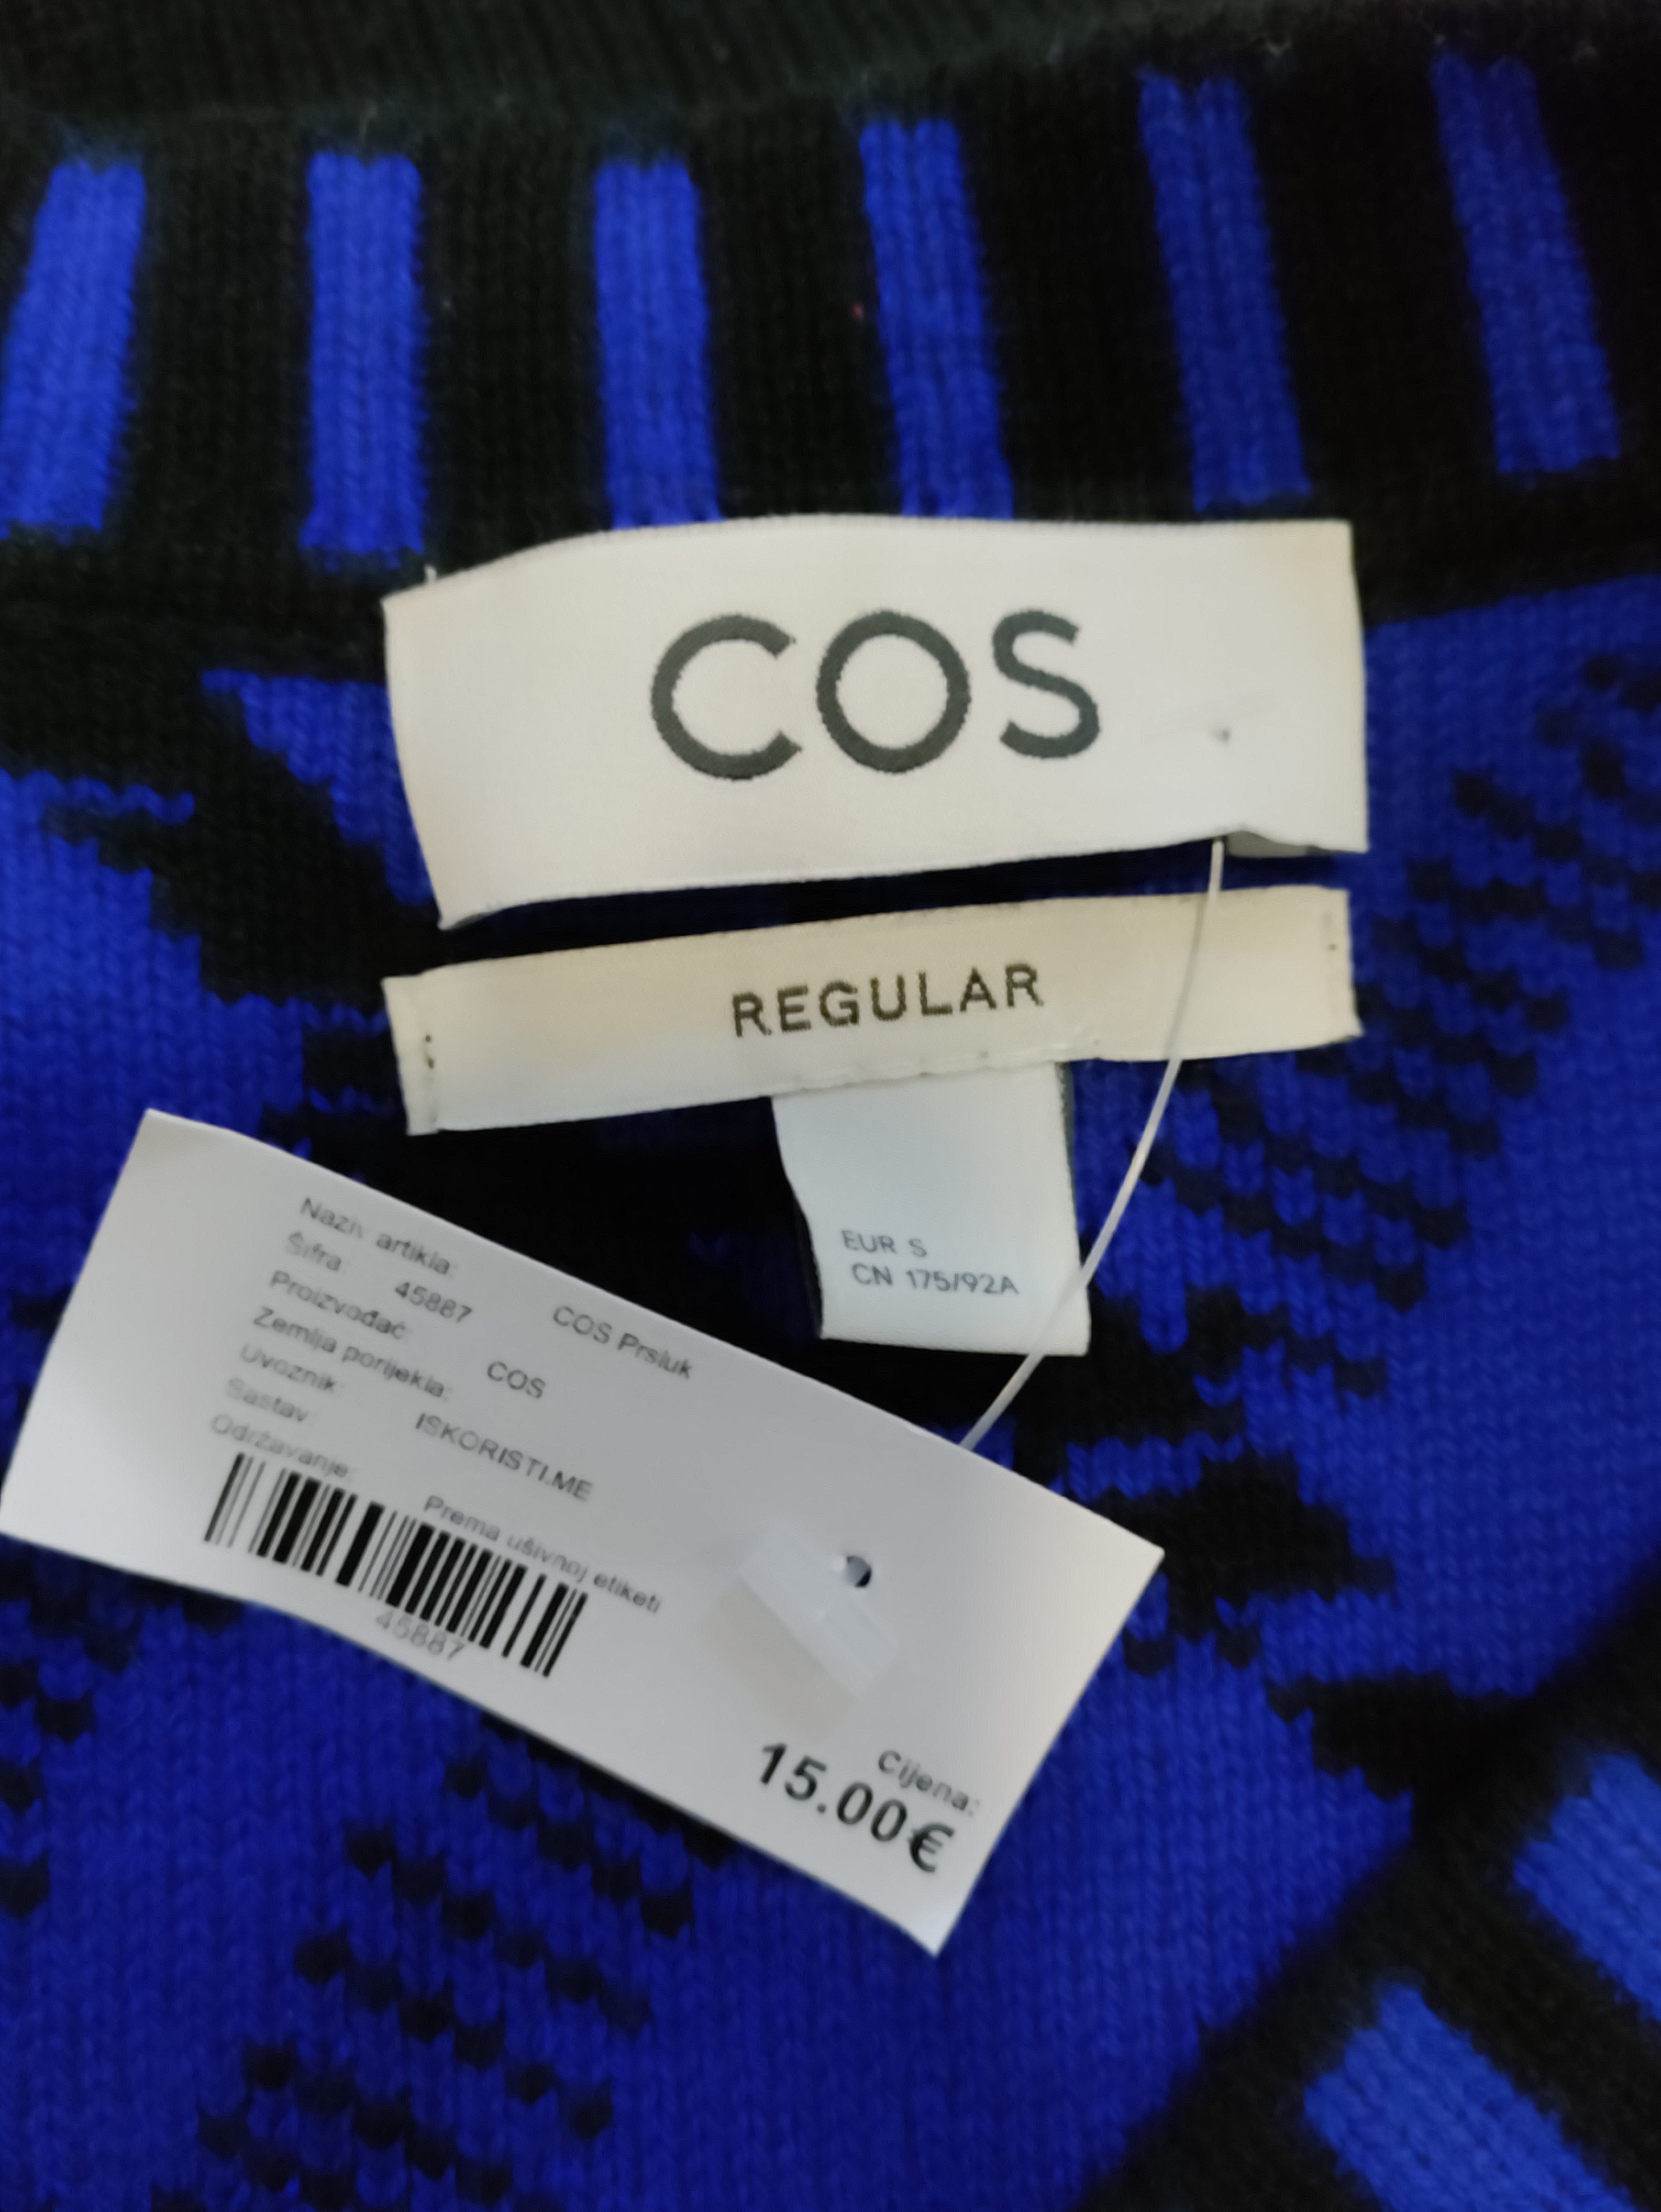 COS
REGULAR
EUR S
CN 175/92A
Naziv artikla: COS Prsluk
Šifra: 45887
Proizvođač: COS
Zemlja porijekla:
Uvoznik: ISKORISTI.ME
Sastav:
Održavanje: Prema ušivnoj etiketi
45887
Cijena:
15.00€